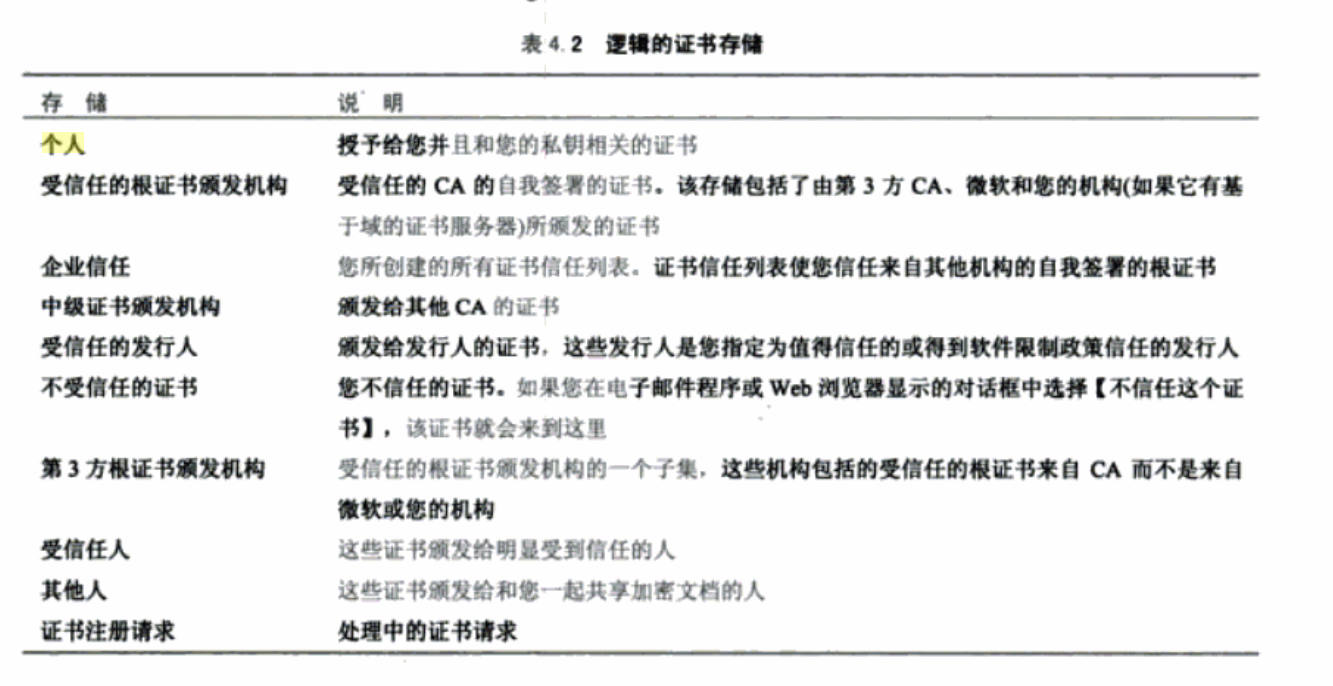 表 4.2 逻辑的证书存储
存 储 说 明
个人 授予给您并且和您的私钥相关的证书
受信任的根证书颁发机构 受信任的 CA 的自我签署的证书。该存储包括了由第 3 方 CA、微软和您的机构(如果它有基
于域的证书服务器)所颁发的证书
企业信任 您所创建的所有证书信任列表。证书信任列表使您信任来自其他机构的自我签署的根证书
中级证书颁发机构 颁发给其他 CA 的证书
受信任的发行人 颁发给发行人的证书，这些发行人是您指定为值得信任的或得到软件限制政策信任的发行人
不受信任的证书 您不信任的证书。如果您在电子邮件程序或 Web 浏览器显示的对话框中选择【不信任这个证
书】，该证书就会来到这里
第 3 方根证书颁发机构 受信任的根证书颁发机构的一个子集，这些机构包括的受信任的根证书来自 CA 而不是来自
微软或您的机构
受信任人 这些证书颁发给明显受到信任的人
其他人 这些证书颁发给和您一起共享加密文档的人
证书注册请求 处理中的证书请求